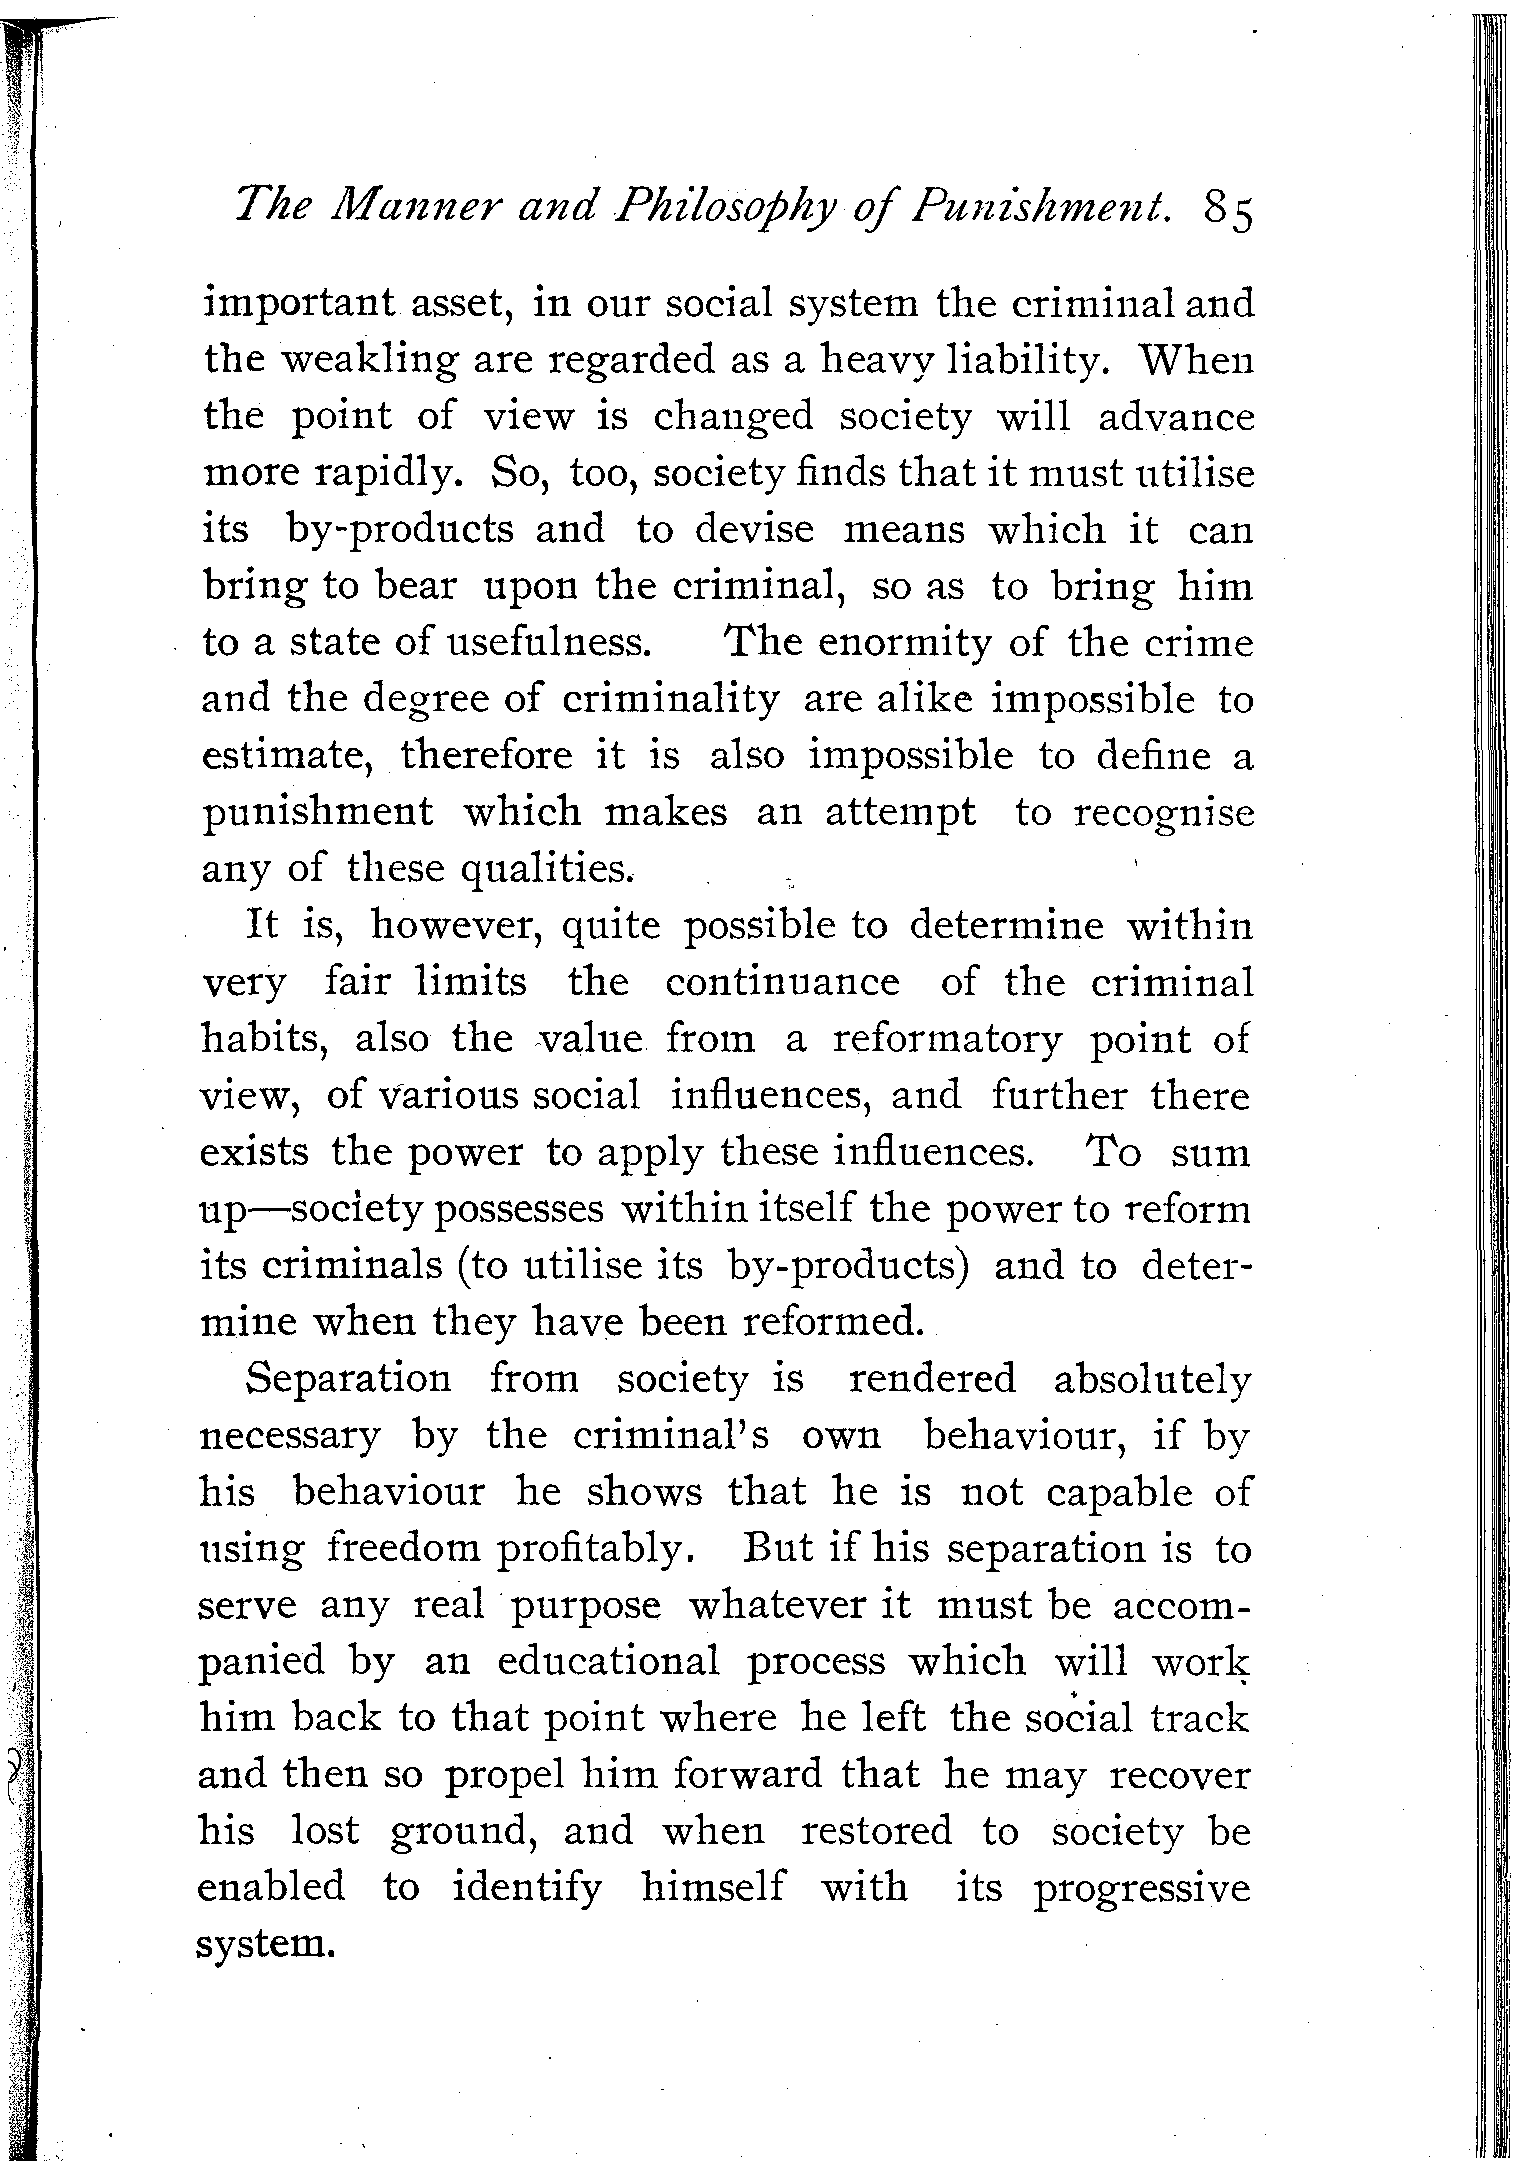 The Manner and Philosophy of Punishment. 85
important asset, in our social system the criminal and
the weakling are regarded as a heavy liability. When
the point of view is changed society will advance
more rapidly. So, too, society finds that it must utilise
its by-products and to devise means which it can
bring to bear upon the criminal, so as to bring him
to a state of usefulness. The enormity of the crime
and the degree of criminality are alike impossible to
estimate, therefore it is also impossible to define a
punishment which makes an attempt to recognise
any of these qualities.
It is, however, quite possible to determine within
very fair limits the continuance of the criminal
habits, also the value from a reformatory point of
view, of various social influences, and further there
exists the power to apply these influences. To sum
up—society possesses within itself the power to reform
its criminals (to utilise its by-products) and to deter-
mine when they have been reformed.
Separation from society is rendered absolutely
necessary by the criminal's own behaviour, if by
his behaviour he shows that he is not capable of
using freedom profitably. But if his separation is to
serve any real purpose whatever it must be accom-
panied by an educational process which will work
him back to that point where he left the social track
and then so propel him forward that he may recover
his lost ground, and when restored to society be
enabled to identify himself with its progressive
system.